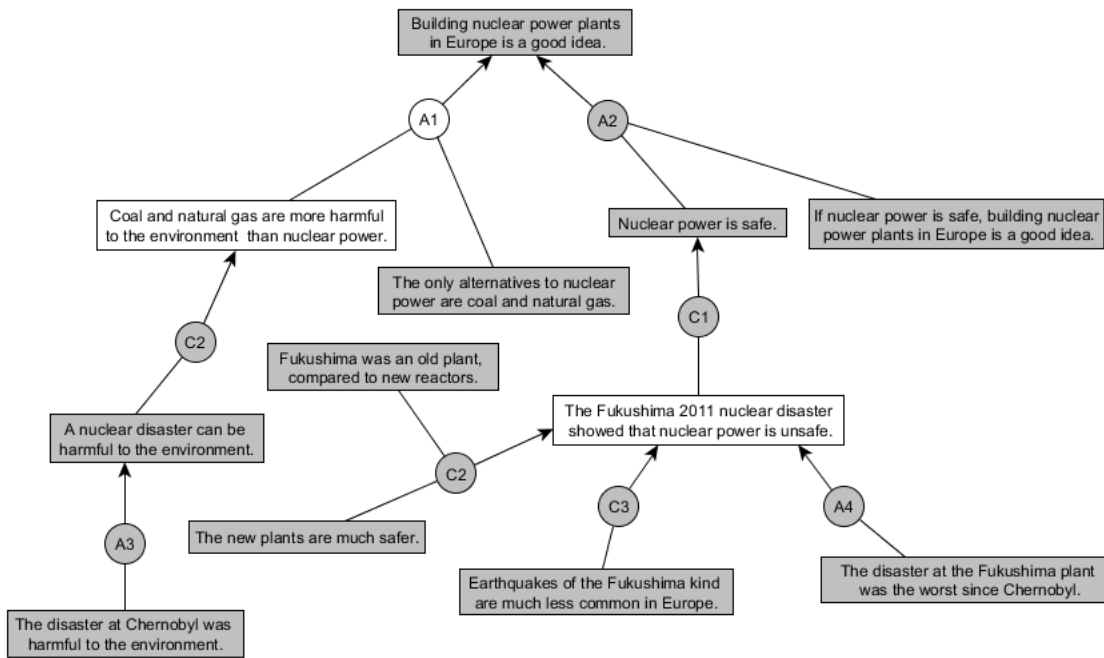 Building nuclear power plants
in Europe is a good idea.
A1
A2
Coal and natural gas are more harmful
to the environment than nuclear power.
Nuclear power is safe.
If nuclear power is safe, building nuclear
power plants in Europe is a good idea.
The only alternatives to nuclear
power are coal and natural gas.
C2
C1
Fukushima was an old plant,
compared to new reactors.
A nuclear disaster can be
harmful to the environment.
The Fukushima 2011 nuclear disaster
showed that nuclear power is unsafe.
C2
C3
A4
The new plants are much safer.
A3
Earthquakes of the Fukushima kind
are much less common in Europe.
The disaster at the Fukushima plant
was the worst since Chernobyl.
The disaster at Chernobyl was
harmful to the environment.